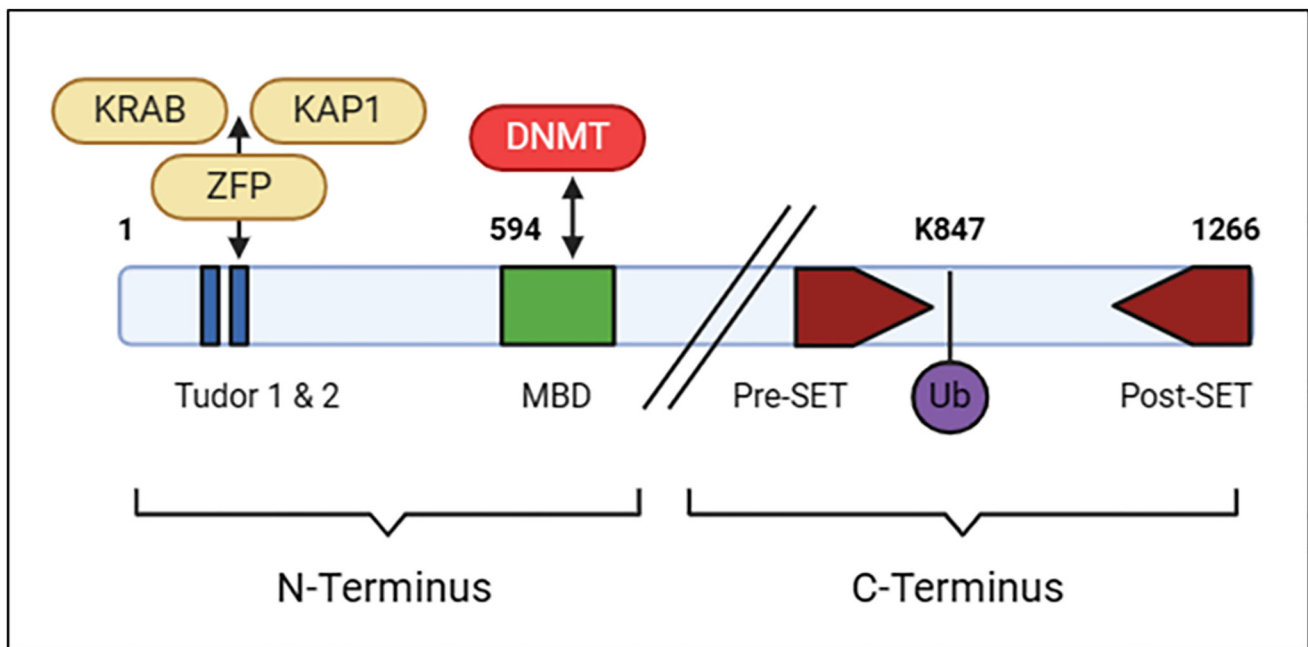 KRAB KAP1
DNMT
ZFP
1 594 K847 1266
Tudor 1 & 2 MBD Pre-SET Ub Post-SET
N-Terminus C-Terminus